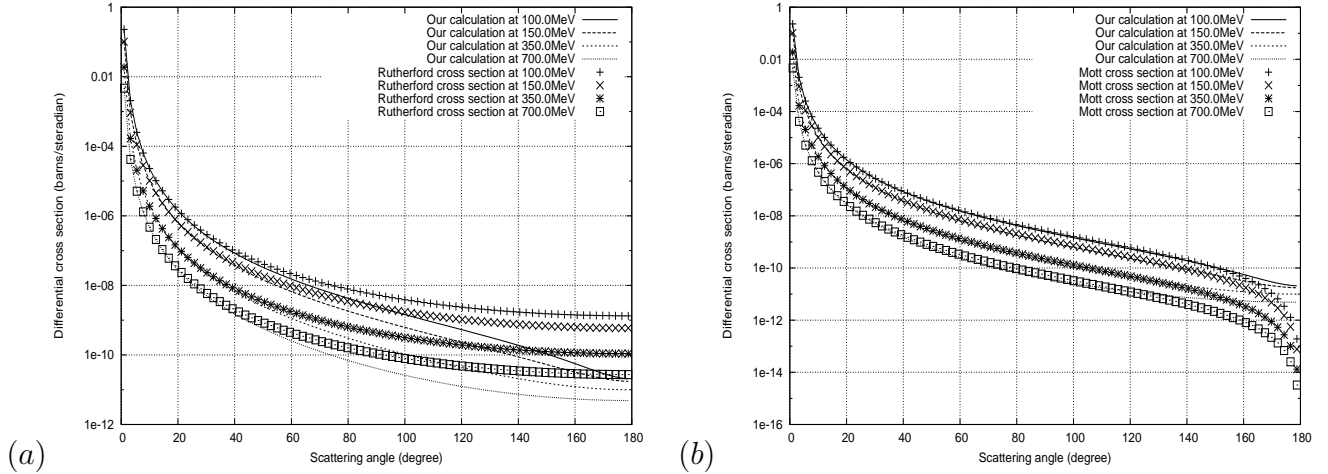 Differential cross section (barns/steradian)
1
0.01
1e-04
1e-06
1e-08
1e-10
1e-12
Our calculation at 100.0MeV
Our calculation at 150.0MeV
Our calculation at 350.0MeV
Our calculation at 700.0MeV
Rutherford cross section at 100.0MeV
Rutherford cross section at 150.0MeV
Rutherford cross section at 350.0MeV
Rutherford cross section at 700.0MeV
0 20 40 60 80 100 120 140 160 180
Scattering angle (degree)
(a)
Differential cross section (barns/steradian)
1
0.01
1e-04
1e-06
1e-08
1e-10
1e-12
1e-14
1e-16
Our calculation at 100.0MeV
Our calculation at 150.0MeV
Our calculation at 350.0MeV
Our calculation at 700.0MeV
Mott cross section at 100.0MeV
Mott cross section at 150.0MeV
Mott cross section at 350.0MeV
Mott cross section at 700.0MeV
0 20 40 60 80 100 120 140 160 180
Scattering angle (degree)
(b)